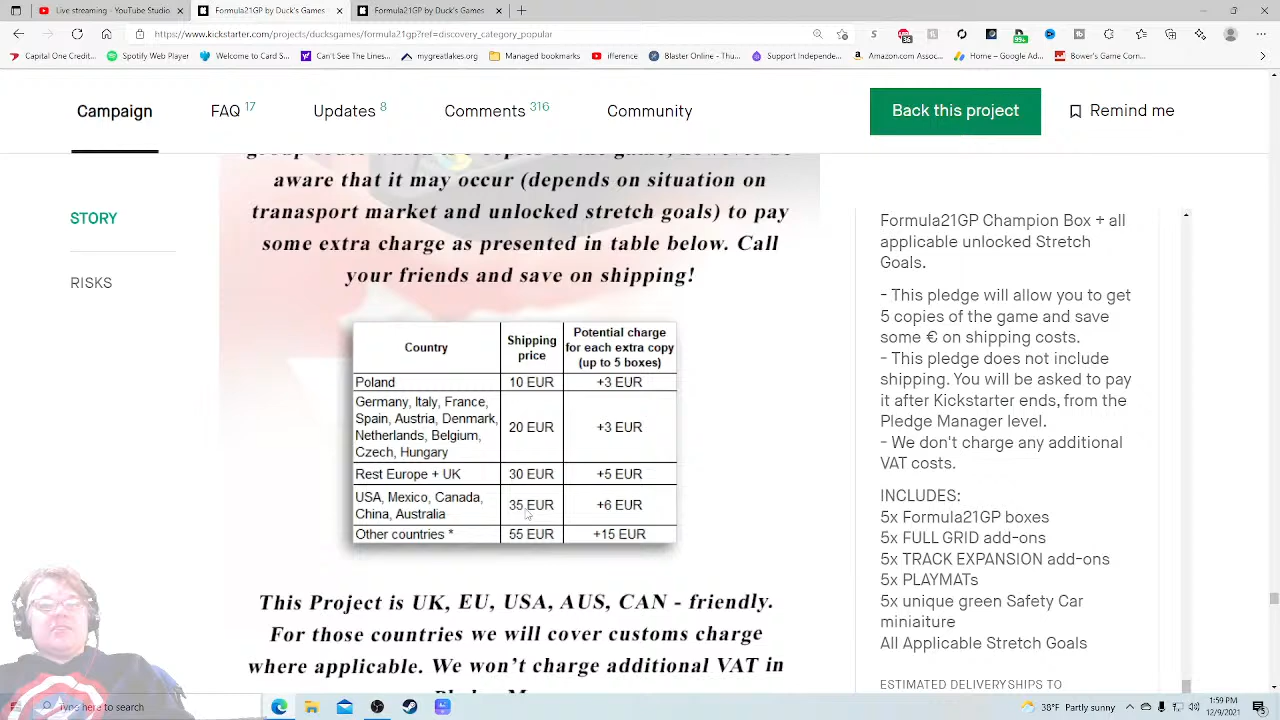 Live streaming - YouTube Studio
Formula21GP by Duck's Games
Formula21GP by Duck's Games
https://www.kickstarter.com/projects/ducksgames/formula21gp?ref=discovery_category_popular
Capital One Credit...
Spotify Web Player
Welcome to Card S...
Can't See The Lines...
mygreatlakes.org
Managed bookmarks
ifference
Blaster Online - Thu...
Support Independe...
Amazon.com Assoc...
Home – Google Ad...
Bower's Game Corn...
Campaign
FAQ 17
Updates 8
Comments 316
Community
Back this project
Remind me
STORY
RISKS
aware that it may occur (depends on situation on
tranasport market and unlocked stretch goals) to pay
some extra charge as presented in table below. Call
your friends and save on shipping!
Country Shipping price Potential charge for each extra copy (up to 5 boxes)
Poland 10 EUR +3 EUR
Germany, Italy, France, Spain, Austria, Denmark, Netherlands, Belgium, Czech, Hungary 20 EUR +3 EUR
Rest Europe + UK 30 EUR +5 EUR
USA, Mexico, Canada, China, Australia 35 EUR +6 EUR
Other countries * 55 EUR +15 EUR
This Project is UK, EU, USA, AUS, CAN - friendly.
For those countries we will cover customs charge
where applicable. We won't charge additional VAT in
Formula21GP Champion Box + all
applicable unlocked Stretch
Goals.
- This pledge will allow you to get
5 copies of the game and save
some € on shipping costs.
- This pledge does not include
shipping. You will be asked to pay
it after Kickstarter ends, from the
Pledge Manager level.
- We don't charge any additional
VAT costs.
INCLUDES:
5x Formula21GP boxes
5x FULL GRID add-ons
5x TRACK EXPANSION add-ons
5x PLAYMATs
5x unique green Safety Car
miniaiture
All Applicable Stretch Goals
ESTIMATED DELIVERY SHIPS TO
here to search
38°F Partly sunny
1:59 PM
12/9/2021